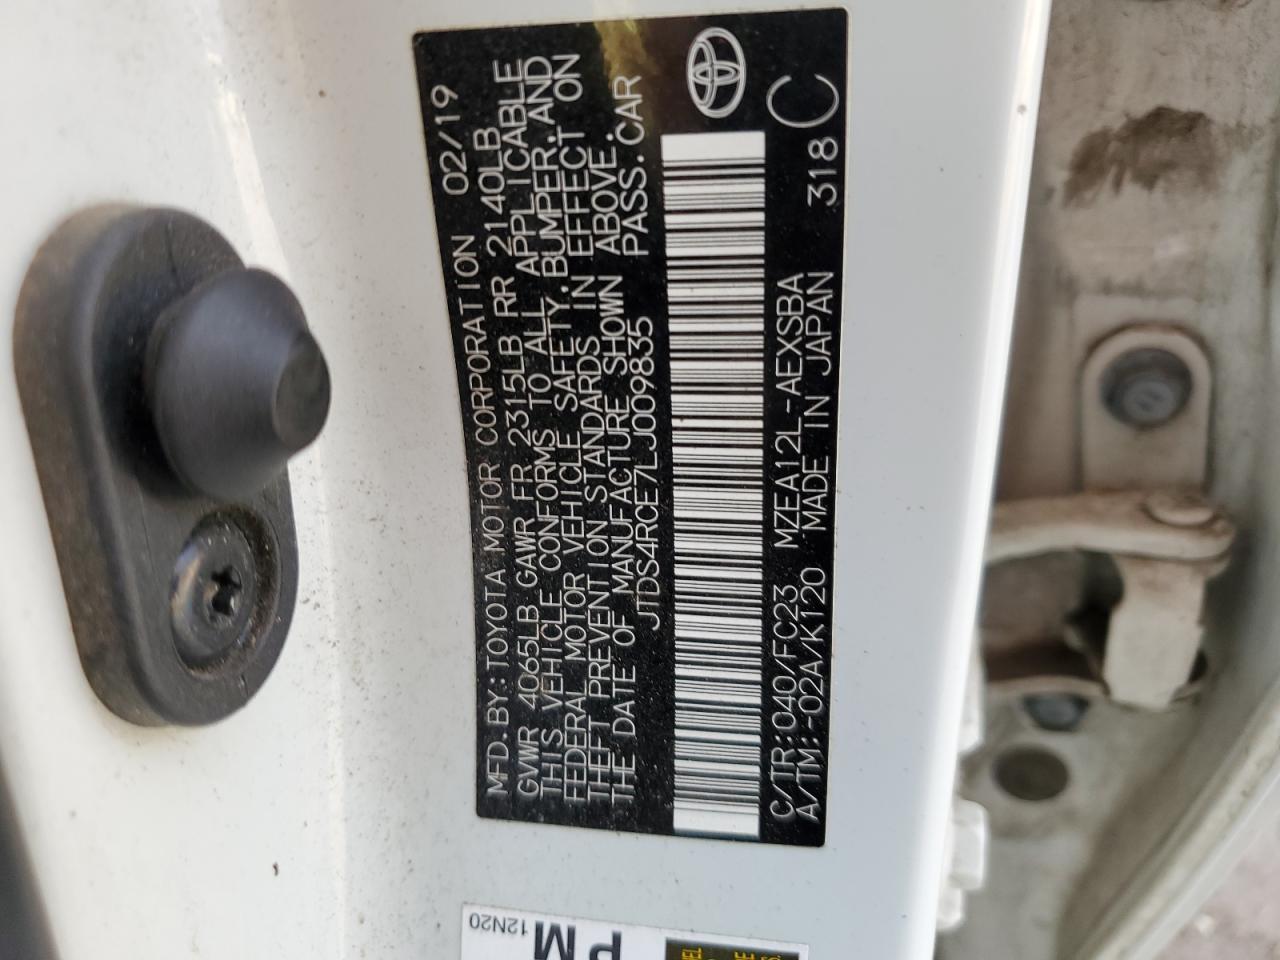 MFD.BY:TOYOTA MOTOR CORPORATION 02/19
GVWR 4065LB GAWR FR 2315LB RR 2140LB
THIS VEHICLE CONFORMS TO ALL APPLICABLE
FEDERAL MOTOR VEHICLE SAFETY,BUMPER,AND
THEFT PREVENTION STANDARDS IN EFFECT ON
THE DATE OF MANUFACTURE SHOWN ABOVE.
JTDS4RCE7LJ009835 PASS.CAR
C/TR:040/FC23 MZEA12L-AEXSBA C
A/TM:-02A/K120 MADE IN JAPAN 318
12N20
PM